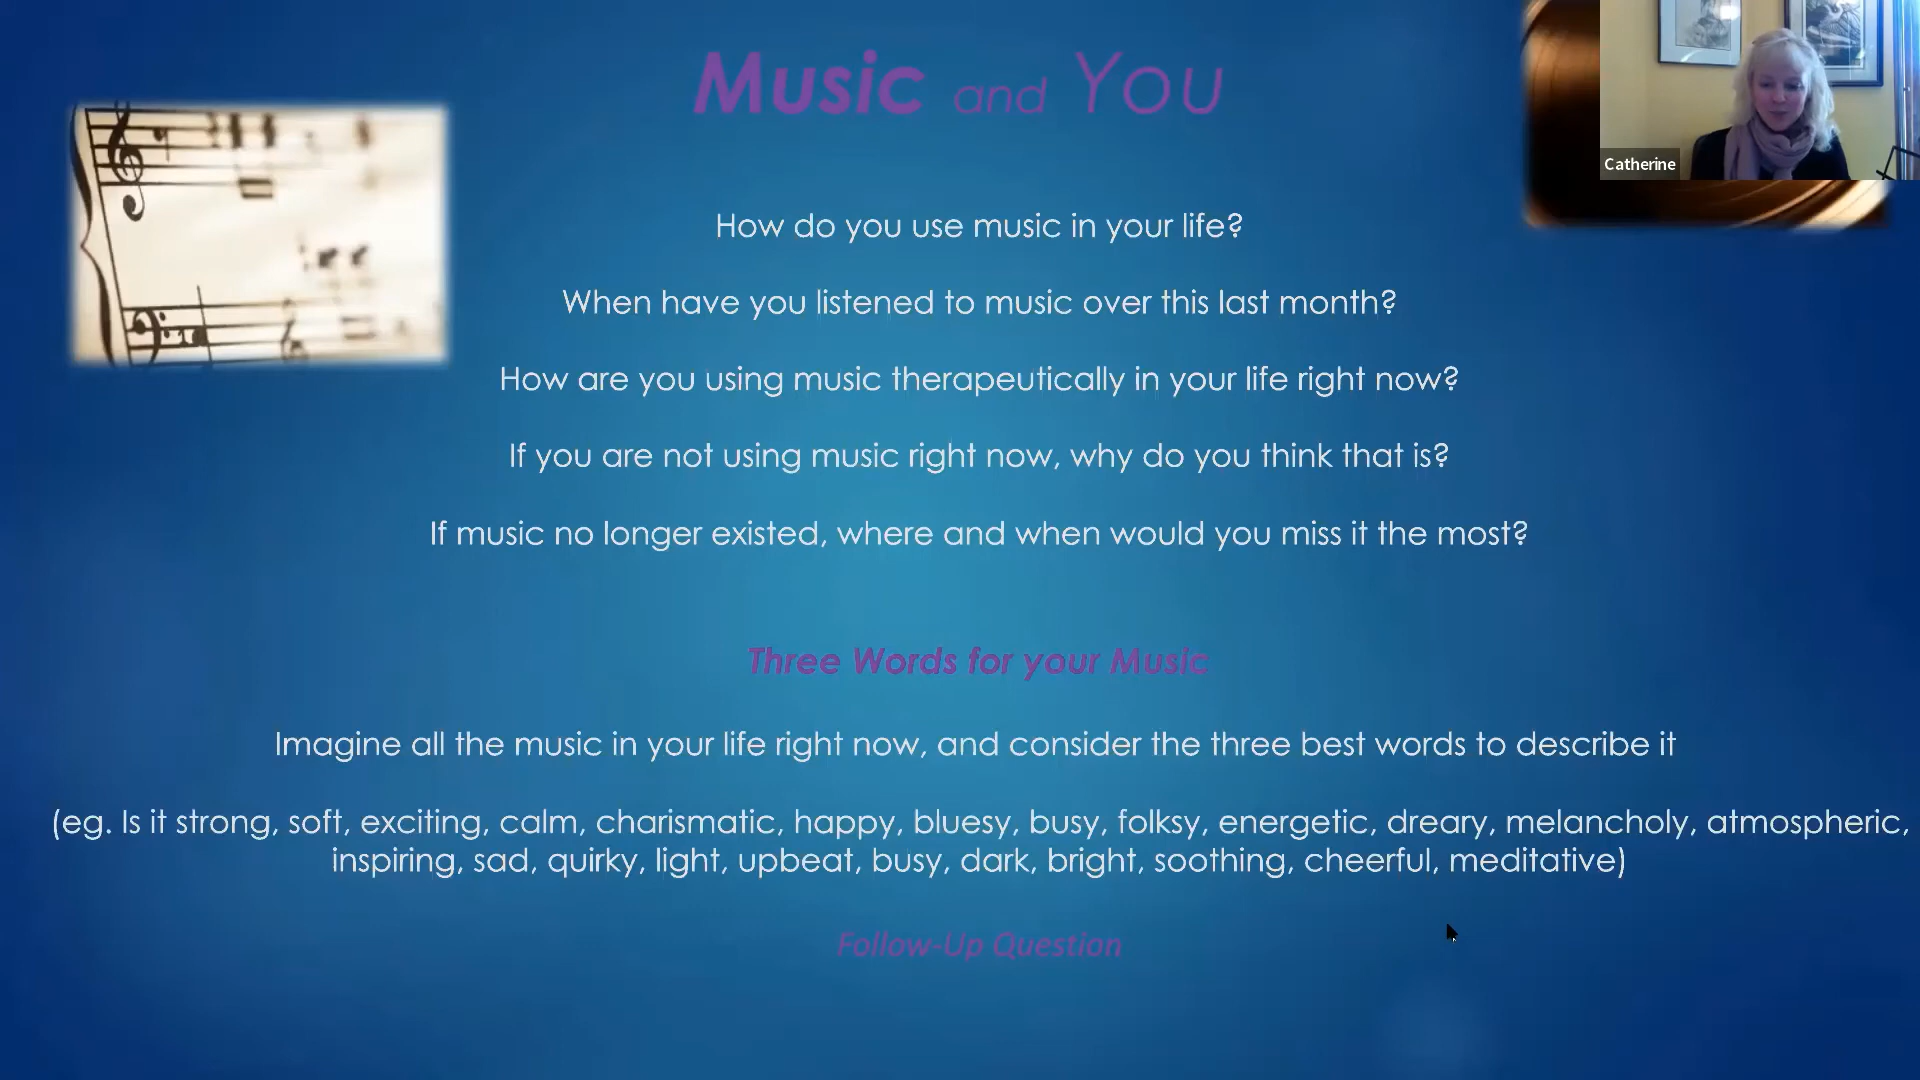 Music and You
Catherine
How do you use music in your life?
When have you listened to music over this last month?
How are you using music therapeutically in your life right now?
If you are not using music right now, why do you think that is?
If music no longer existed, where and when would you miss it the most?
Three Words for your Music
Imagine all the music in your life right now, and consider the three best words to describe it
(eg. Is it strong, soft, exciting, calm, charismatic, happy, bluesy, busy, folksy, energetic, dreary, melancholy, atmospheric,
inspiring, sad, quirky, light, upbeat, busy, dark, bright, soothing, cheerful, meditative)
Follow-Up Question